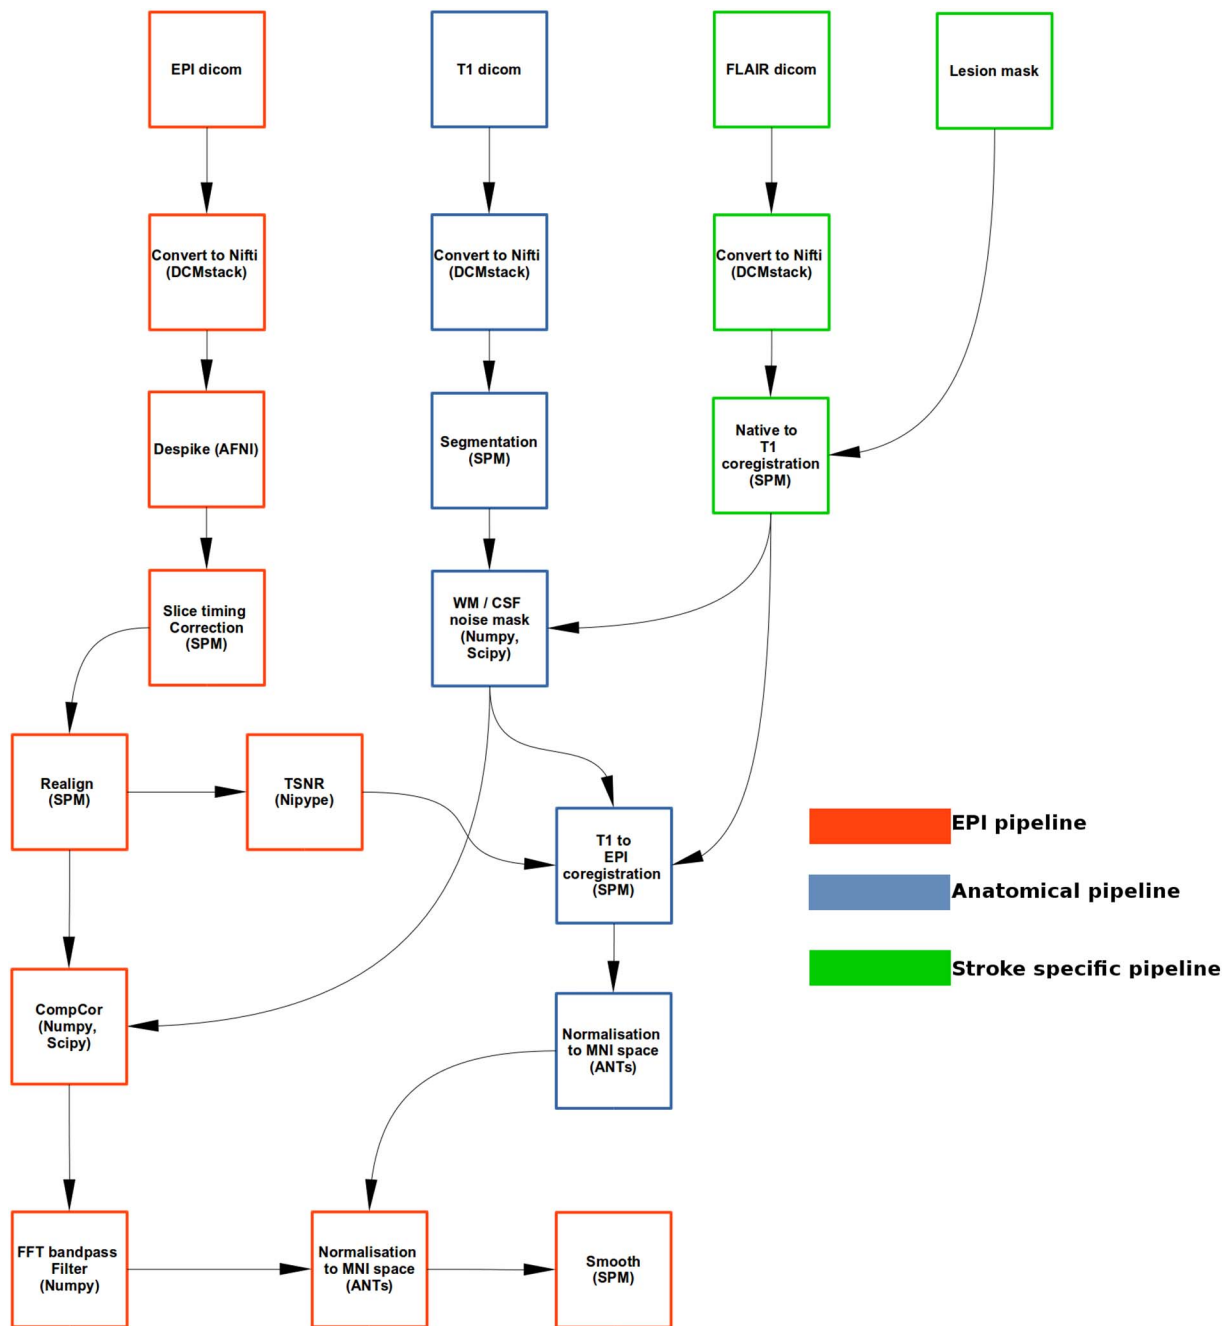 EPI dicom
T1 dicom
FLAIR dicom
Lesion mask
Convert to Nifti
(DCMstack)
Convert to Nifti
(DCMstack)
Convert to Nifti
(DCMstack)
Despike (AFNI)
Segmentation
(SPM)
Native to
T1
coregistration
(SPM)
Slice timing
Correction
(SPM)
WM / CSF
noise mask
(Numpy,
Scipy)
Realign
(SPM)
TSNR
(Nipype)
T1 to
EPI
coregistration
(SPM)
EPI pipeline
Anatomical pipeline
Stroke specific pipeline
CompCor
(Numpy,
Scipy)
Normalisation
to MNI space
(ANTs)
FFT bandpass
Filter
(Numpy)
Normalisation
to MNI space
(ANTs)
Smooth
(SPM)